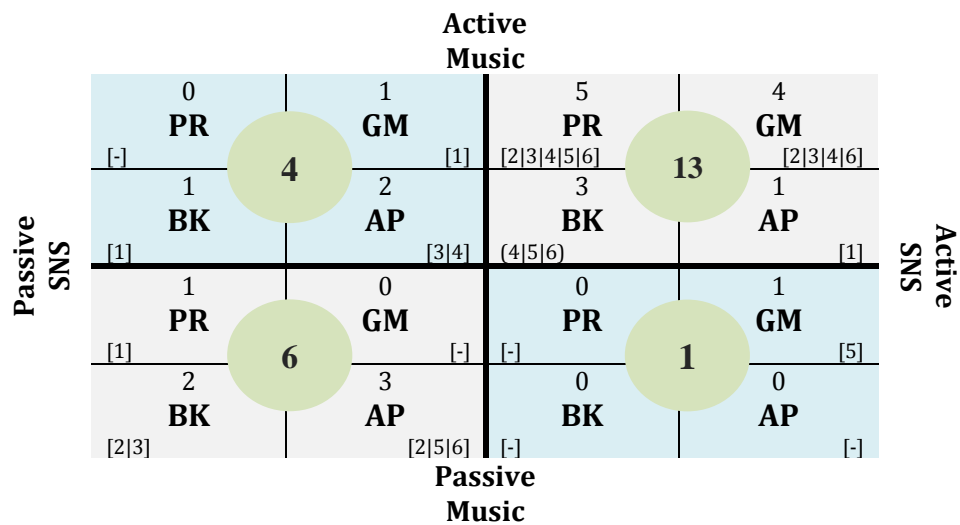 Active
Music
0 1 5 4
PR GM PR GM
[-] [1] [2|3|4|5|6] [2|3|4|6]
4 13
1 2 3 1
BK AP BK AP
[1] [3|4] (4|5|6) [1]
Passive
SNS
Active
SNS
1 0 0 1
PR GM PR GM
[1] [-] [-] [5]
6 1
2 3 0 0
BK AP BK AP
[2|3] [2|5|6] [-] [-]
Passive
Music